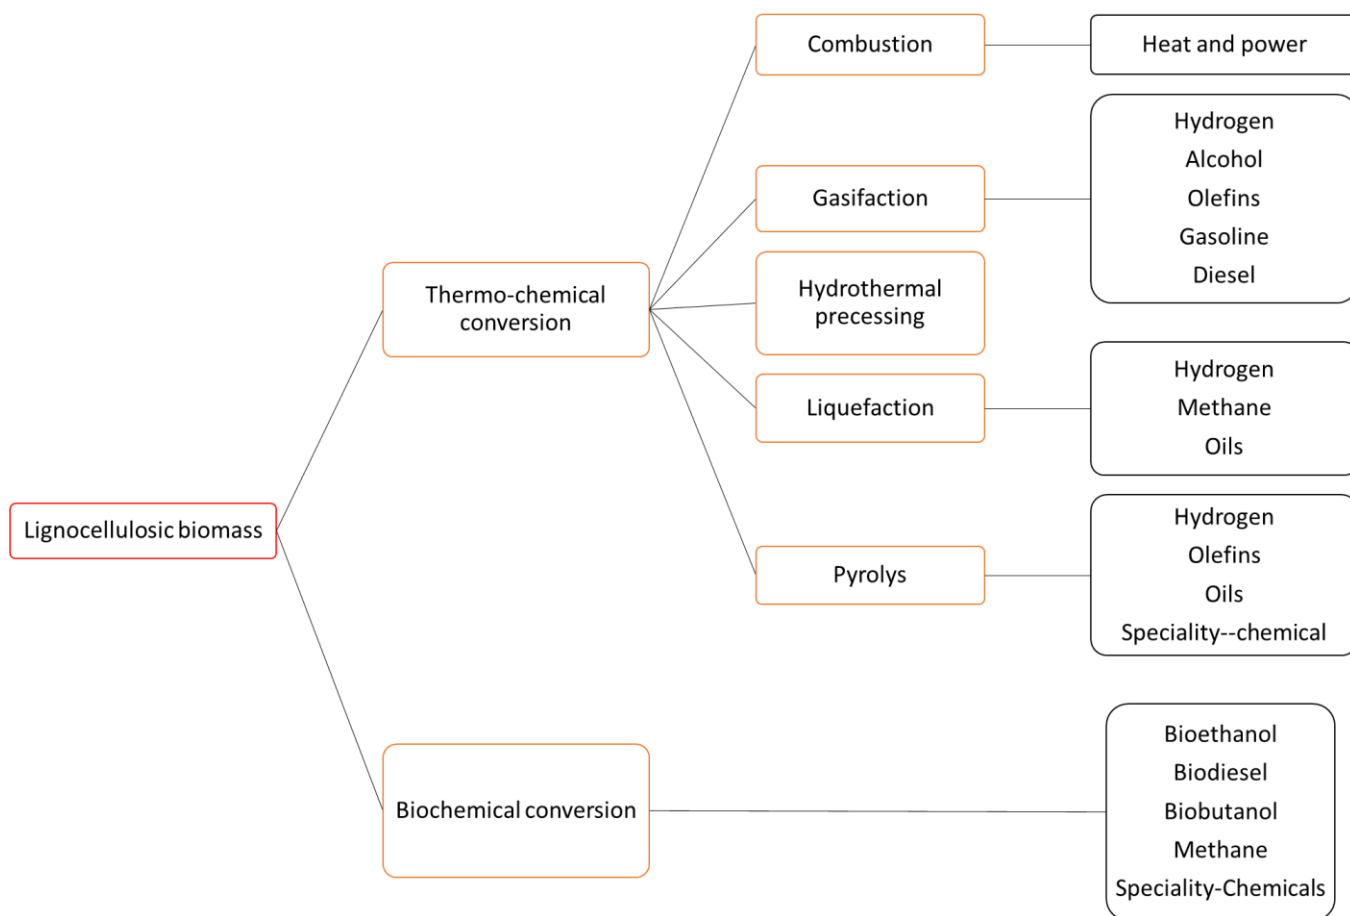 Combustion
Heat and power
Hydrogen
Alcohol
Olefins
Gasoline
Diesel
Gasifaction
Thermo-chemical
conversion
Hydrothermal
precessing
Liquefaction
Hydrogen
Methane
Oils
Lignocellulosic biomass
Pyrolys
Hydrogen
Olefins
Oils
Speciality--chemical
Biochemical conversion
Bioethanol
Biodiesel
Biobutanol
Methane
Speciality-Chemicals